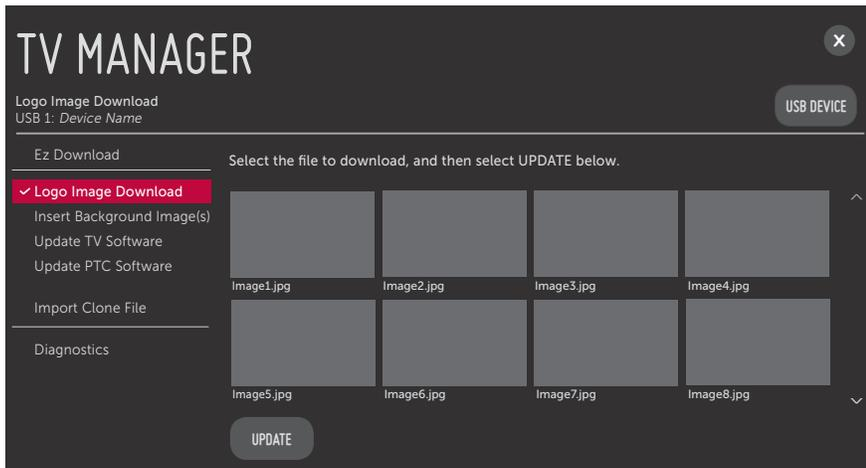 TV MANAGER
X
Logo Image Download
USB 1: Device Name
USB DEVICE
Ez Download
Select the file to download, and then select UPDATE below.
Logo Image Download
Insert Background Image(s)
Update TV Software
Update PTC Software
Import Clone File
Diagnostics
Image1.jpg
Image2.jpg
Image3.jpg
Image4.jpg
Image5.jpg
Image6.jpg
Image7.jpg
Image8.jpg
UPDATE